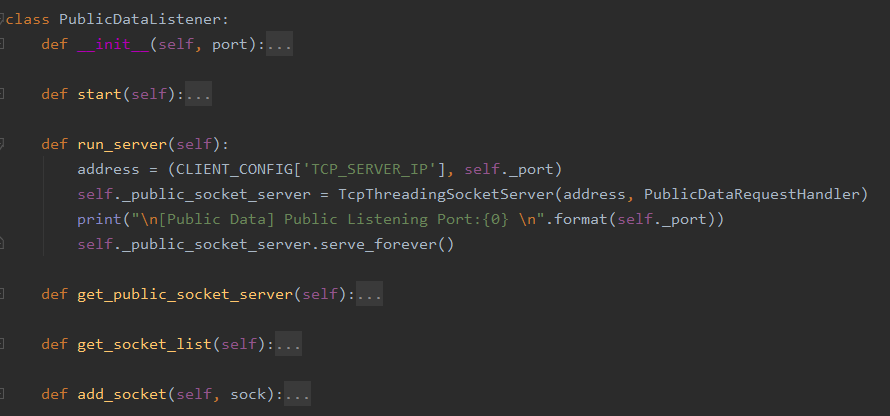 class PublicDataListener:
    def __init__(self, port):...
    def start(self):...
    def run_server(self):
        address = (CLIENT_CONFIG['TCP_SERVER_IP'], self._port)
        self._public_socket_server = TcpThreadingSocketServer(address, PublicDataRequestHandler)
        print("\n[Public Data] Public Listening Port:{0} \n".format(self._port))
        self._public_socket_server.serve_forever()
    def get_public_socket_server(self):...
    def get_socket_list(self):...
    def add_socket(self, sock):...